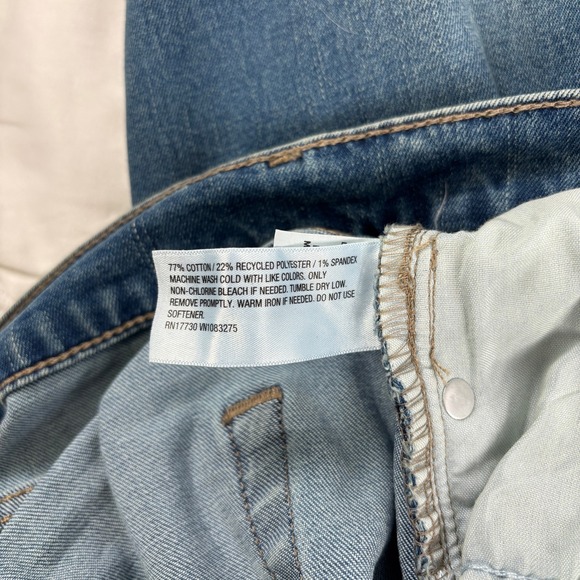 77% COTTON / 22% RECYCLED POLYESTER / 1% SPANDEX
MACHINE WASH COLD WITH LIKE COLORS. ONLY
NON-CHLORINE BLEACH IF NEEDED. TUMBLE DRY LOW.
REMOVE PROMPTLY. WARM IRON IF NEEDED. DO NOT USE
SOFTENER.
RN17730 VN1083275